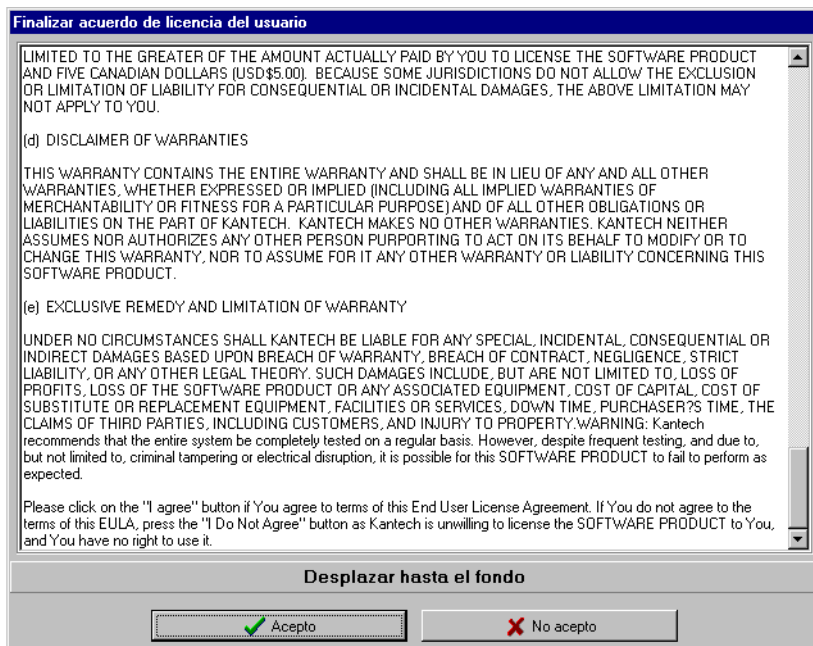 Finalizar acuerdo de licencia del usuario
LIMITED TO THE GREATER OF THE AMOUNT ACTUALLY PAID BY YOU TO LICENSE THE SOFTWARE PRODUCT
AND FIVE CANADIAN DOLLARS (USD$5.00).  BECAUSE SOME JURISDICTIONS DO NOT ALLOW THE EXCLUSION
OR LIMITATION OF LIABILITY FOR CONSEQUENTIAL OR INCIDENTAL DAMAGES, THE ABOVE LIMITATION MAY
NOT APPLY TO YOU.
(d)  DISCLAIMER OF WARRANTIES
THIS WARRANTY CONTAINS THE ENTIRE WARRANTY AND SHALL BE IN LIEU OF ANY AND ALL OTHER
WARRANTIES, WHETHER EXPRESSED OR IMPLIED (INCLUDING ALL IMPLIED WARRANTIES OF
MERCHANTABILITY OR FITNESS FOR A PARTICULAR PURPOSE) AND OF ALL OTHER OBLIGATIONS OR
LIABILITIES ON THE PART OF KANTECH.  KANTECH MAKES NO OTHER WARRANTIES. KANTECH NEITHER
ASSUMES NOR AUTHORIZES ANY OTHER PERSON PURPORTING TO ACT ON ITS BEHALF TO MODIFY OR TO
CHANGE THIS WARRANTY, NOR TO ASSUME FOR IT ANY OTHER WARRANTY OR LIABILITY CONCERNING THIS
SOFTWARE PRODUCT.
(e)  EXCLUSIVE REMEDY AND LIMITATION OF WARRANTY
UNDER NO CIRCUMSTANCES SHALL KANTECH BE LIABLE FOR ANY SPECIAL, INCIDENTAL, CONSEQUENTIAL OR
INDIRECT DAMAGES BASED UPON BREACH OF WARRANTY, BREACH OF CONTRACT, NEGLIGENCE, STRICT
LIABILITY, OR ANY OTHER LEGAL THEORY. SUCH DAMAGES INCLUDE, BUT ARE NOT LIMITED TO, LOSS OF
PROFITS, LOSS OF THE SOFTWARE PRODUCT OR ANY ASSOCIATED EQUIPMENT, COST OF CAPITAL, COST OF
SUBSTITUTE OR REPLACEMENT EQUIPMENT, FACILITIES OR SERVICES, DOWN TIME, PURCHASER?S TIME, THE
CLAIMS OF THIRD PARTIES, INCLUDING CUSTOMERS, AND INJURY TO PROPERTY.WARNING: Kantech
recommends that the entire system be completely tested on a regular basis. However, despite frequent testing, and due to,
but not limited to, criminal tampering or electrical disruption, it is possible for this SOFTWARE PRODUCT to fail to perform as
expected.
Please click on the "I agree" button if You agree to terms of this End User License Agreement. If You do not agree to the
terms of this EULA, press the "I Do Not Agree" button as Kantech is unwilling to license the SOFTWARE PRODUCT to You,
and You have no right to use it.
Desplazar hasta el fondo
Acepto
No acepto